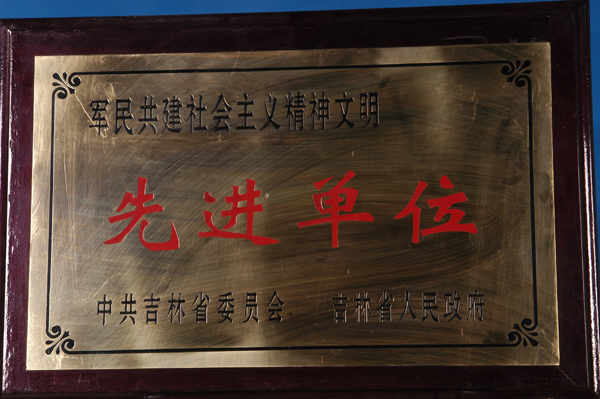 军民共建社会主义精神文明
先进单位
中共吉林省委员会 吉林省人民政府